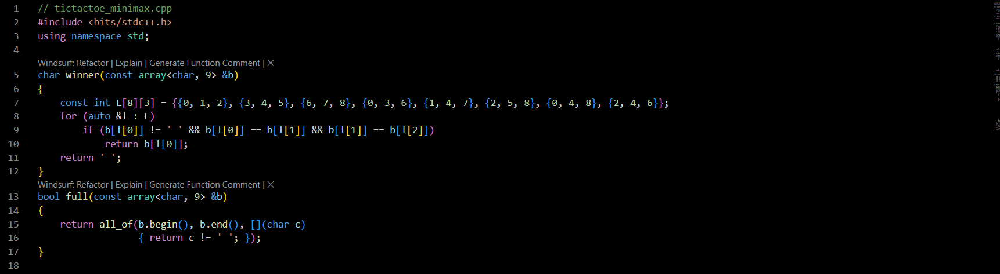 1 // tictactoe_minimax.cpp
2 #include <bits/stdc++.h>
3 using namespace std;
4
Windsurf: Refactor | Explain | Generate Function Comment | ×
5 char winner(const array<char, 9> &b)
6 {
7     const int L[8][3] = {{0, 1, 2}, {3, 4, 5}, {6, 7, 8}, {0, 3, 6}, {1, 4, 7}, {2, 5, 8}, {0, 4, 8}, {2, 4, 6}};
8     for (auto &l : L)
9         if (b[l[0]] != ' ' && b[l[0]] == b[l[1]] && b[l[1]] == b[l[2]])
10             return b[l[0]];
11     return ' ';
12 }
Windsurf: Refactor | Explain | Generate Function Comment | ×
13 bool full(const array<char, 9> &b)
14 {
15     return all_of(b.begin(), b.end(), [](char c)
16                   { return c != ' '; });
17 }
18